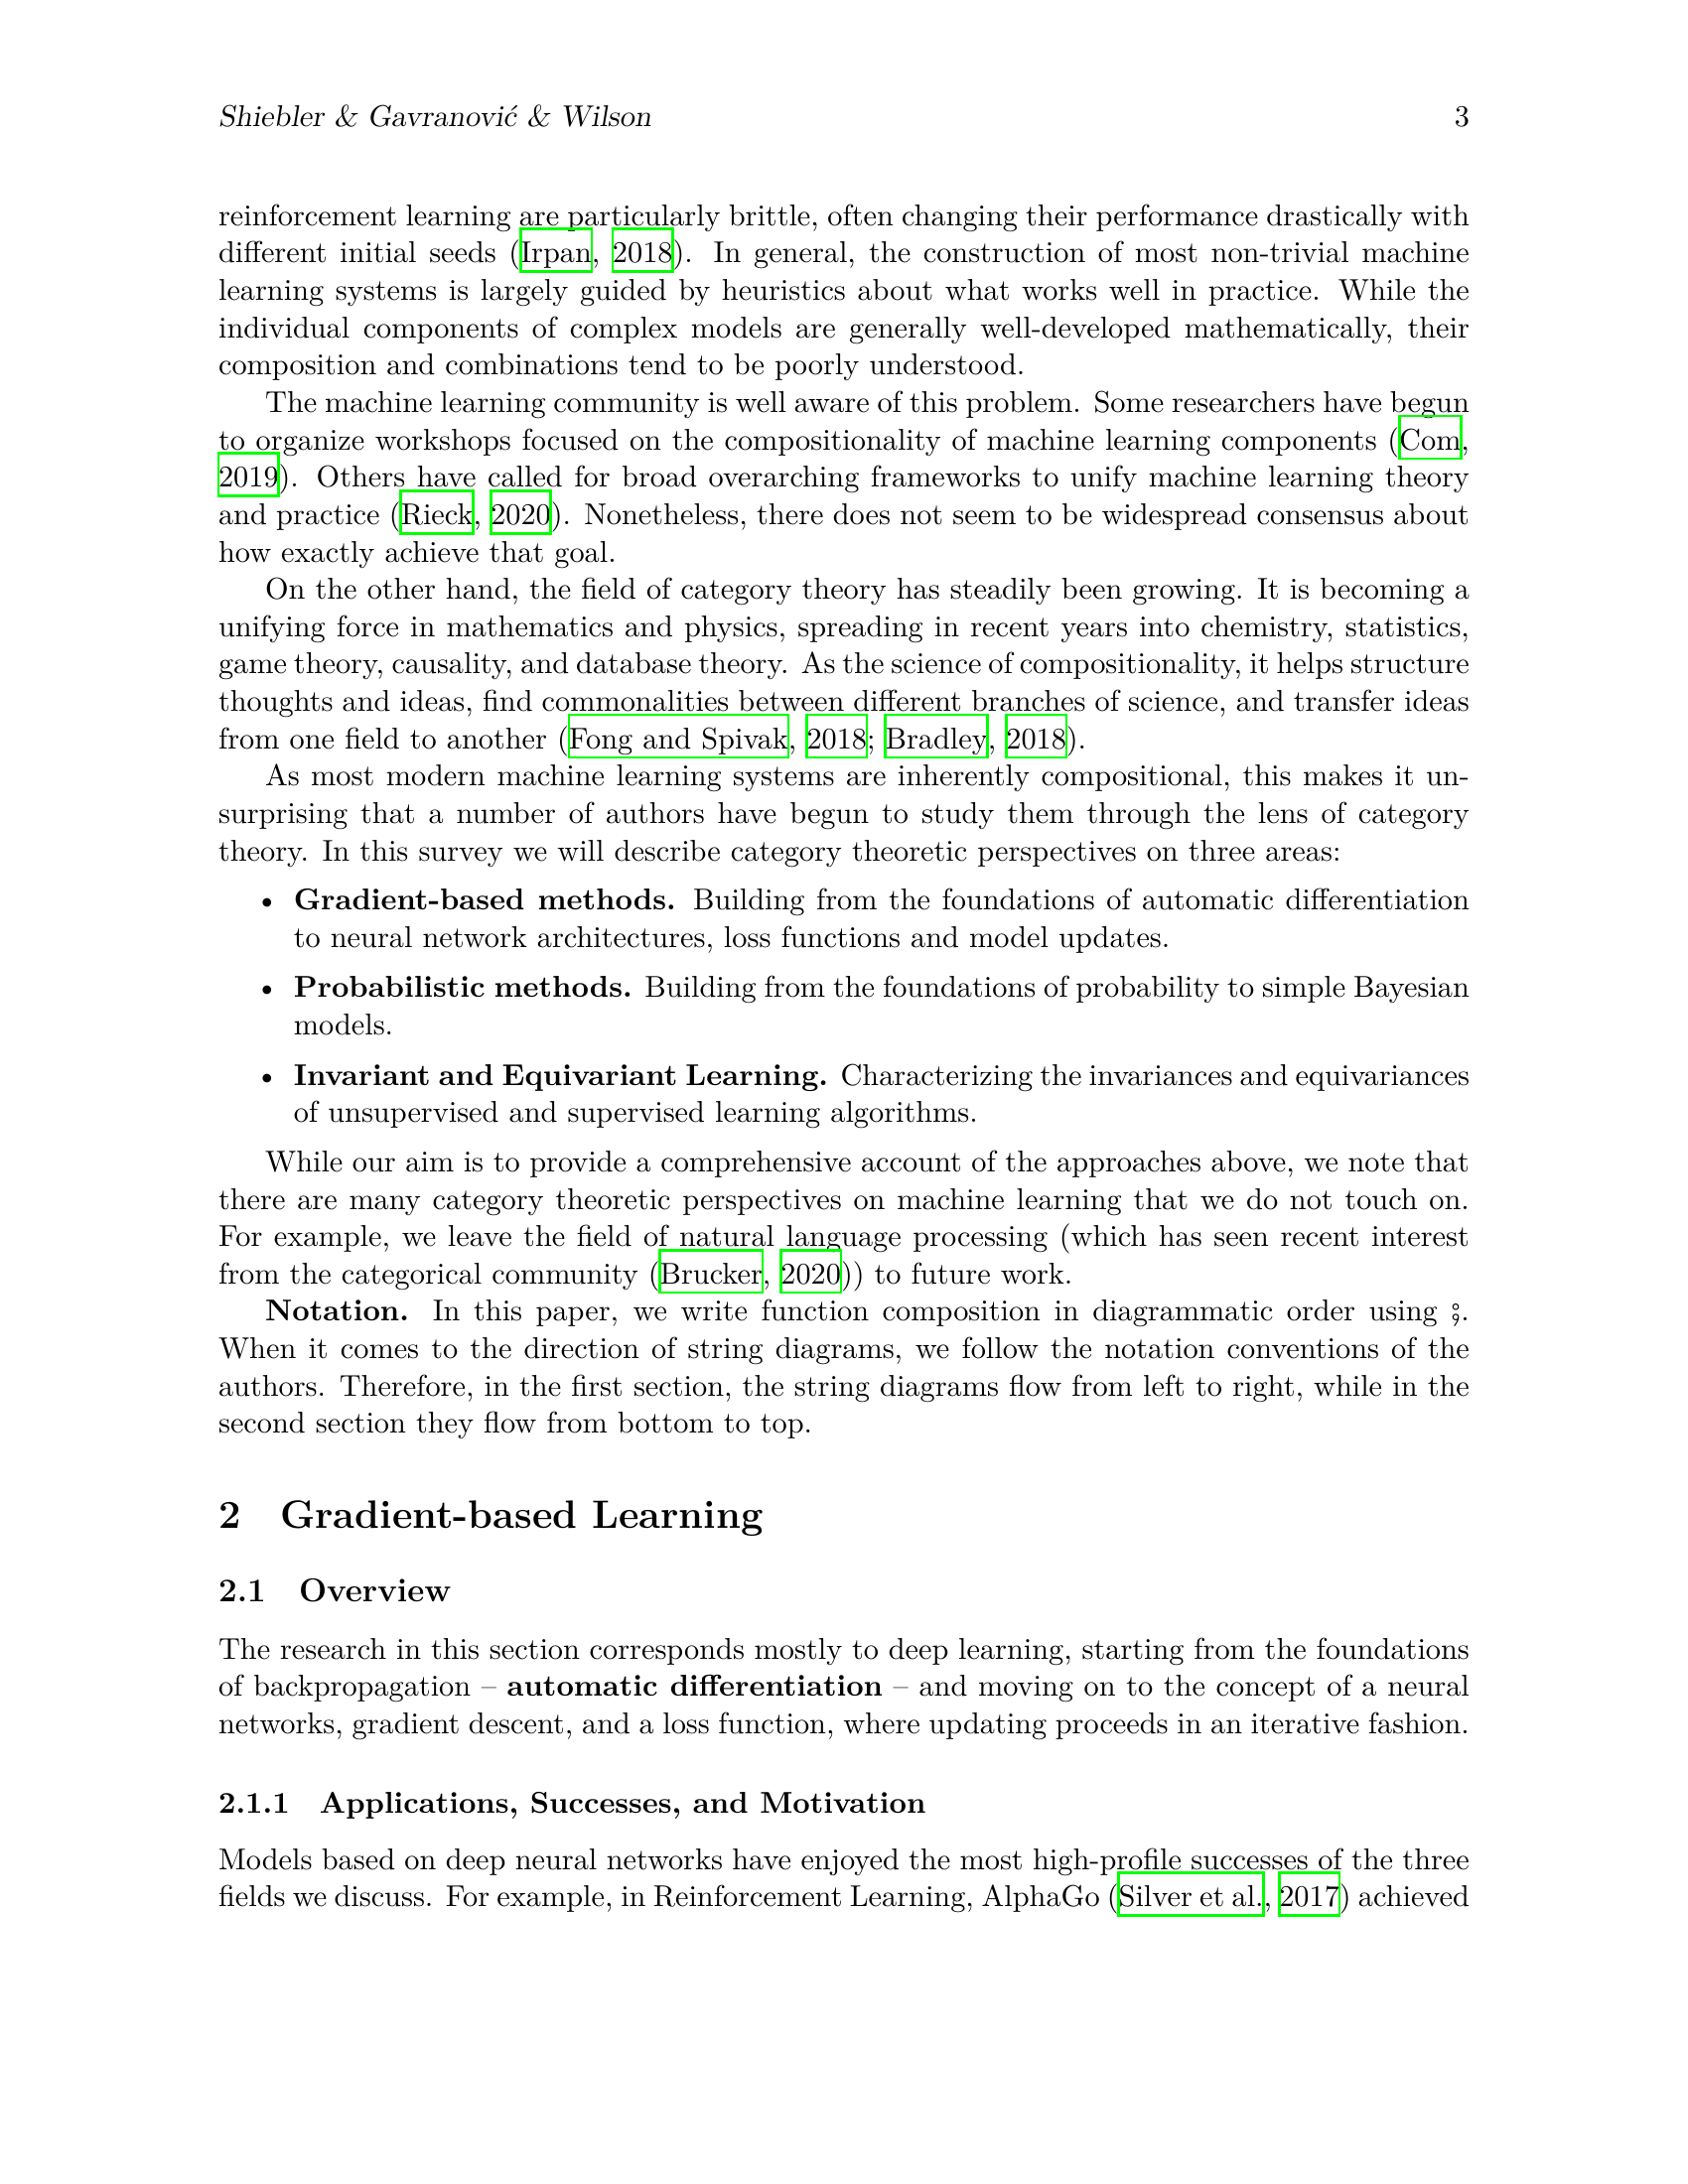 Shiebler & Gavranović & Wilson 3
reinforcement learning are particularly brittle, often changing their performance drastically with
different initial seeds (Irpan, 2018). In general, the construction of most non-trivial machine
learning systems is largely guided by heuristics about what works well in practice. While the
individual components of complex models are generally well-developed mathematically, their
composition and combinations tend to be poorly understood.
The machine learning community is well aware of this problem. Some researchers have begun
to organize workshops focused on the compositionality of machine learning components (Com,
2019). Others have called for broad overarching frameworks to unify machine learning theory
and practice (Rieck, 2020). Nonetheless, there does not seem to be widespread consensus about
how exactly achieve that goal.
On the other hand, the field of category theory has steadily been growing. It is becoming a
unifying force in mathematics and physics, spreading in recent years into chemistry, statistics,
game theory, causality, and database theory. As the science of compositionality, it helps structure
thoughts and ideas, find commonalities between different branches of science, and transfer ideas
from one field to another (Fong and Spivak, 2018; Bradley, 2018).
As most modern machine learning systems are inherently compositional, this makes it un-
surprising that a number of authors have begun to study them through the lens of category
theory. In this survey we will describe category theoretic perspectives on three areas:
• Gradient-based methods. Building from the foundations of automatic differentiation
to neural network architectures, loss functions and model updates.
• Probabilistic methods. Building from the foundations of probability to simple Bayesian
models.
• Invariant and Equivariant Learning. Characterizing the invariances and equivariances
of unsupervised and supervised learning algorithms.
While our aim is to provide a comprehensive account of the approaches above, we note that
there are many category theoretic perspectives on machine learning that we do not touch on.
For example, we leave the field of natural language processing (which has seen recent interest
from the categorical community (Brucker, 2020)) to future work.
Notation. In this paper, we write function composition in diagrammatic order using ⨟.
When it comes to the direction of string diagrams, we follow the notation conventions of the
authors. Therefore, in the first section, the string diagrams flow from left to right, while in the
second section they flow from bottom to top.
2 Gradient-based Learning
2.1 Overview
The research in this section corresponds mostly to deep learning, starting from the foundations
of backpropagation – automatic differentiation – and moving on to the concept of a neural
networks, gradient descent, and a loss function, where updating proceeds in an iterative fashion.
2.1.1 Applications, Successes, and Motivation
Models based on deep neural networks have enjoyed the most high-profile successes of the three
fields we discuss. For example, in Reinforcement Learning, AlphaGo (Silver et al., 2017) achieved